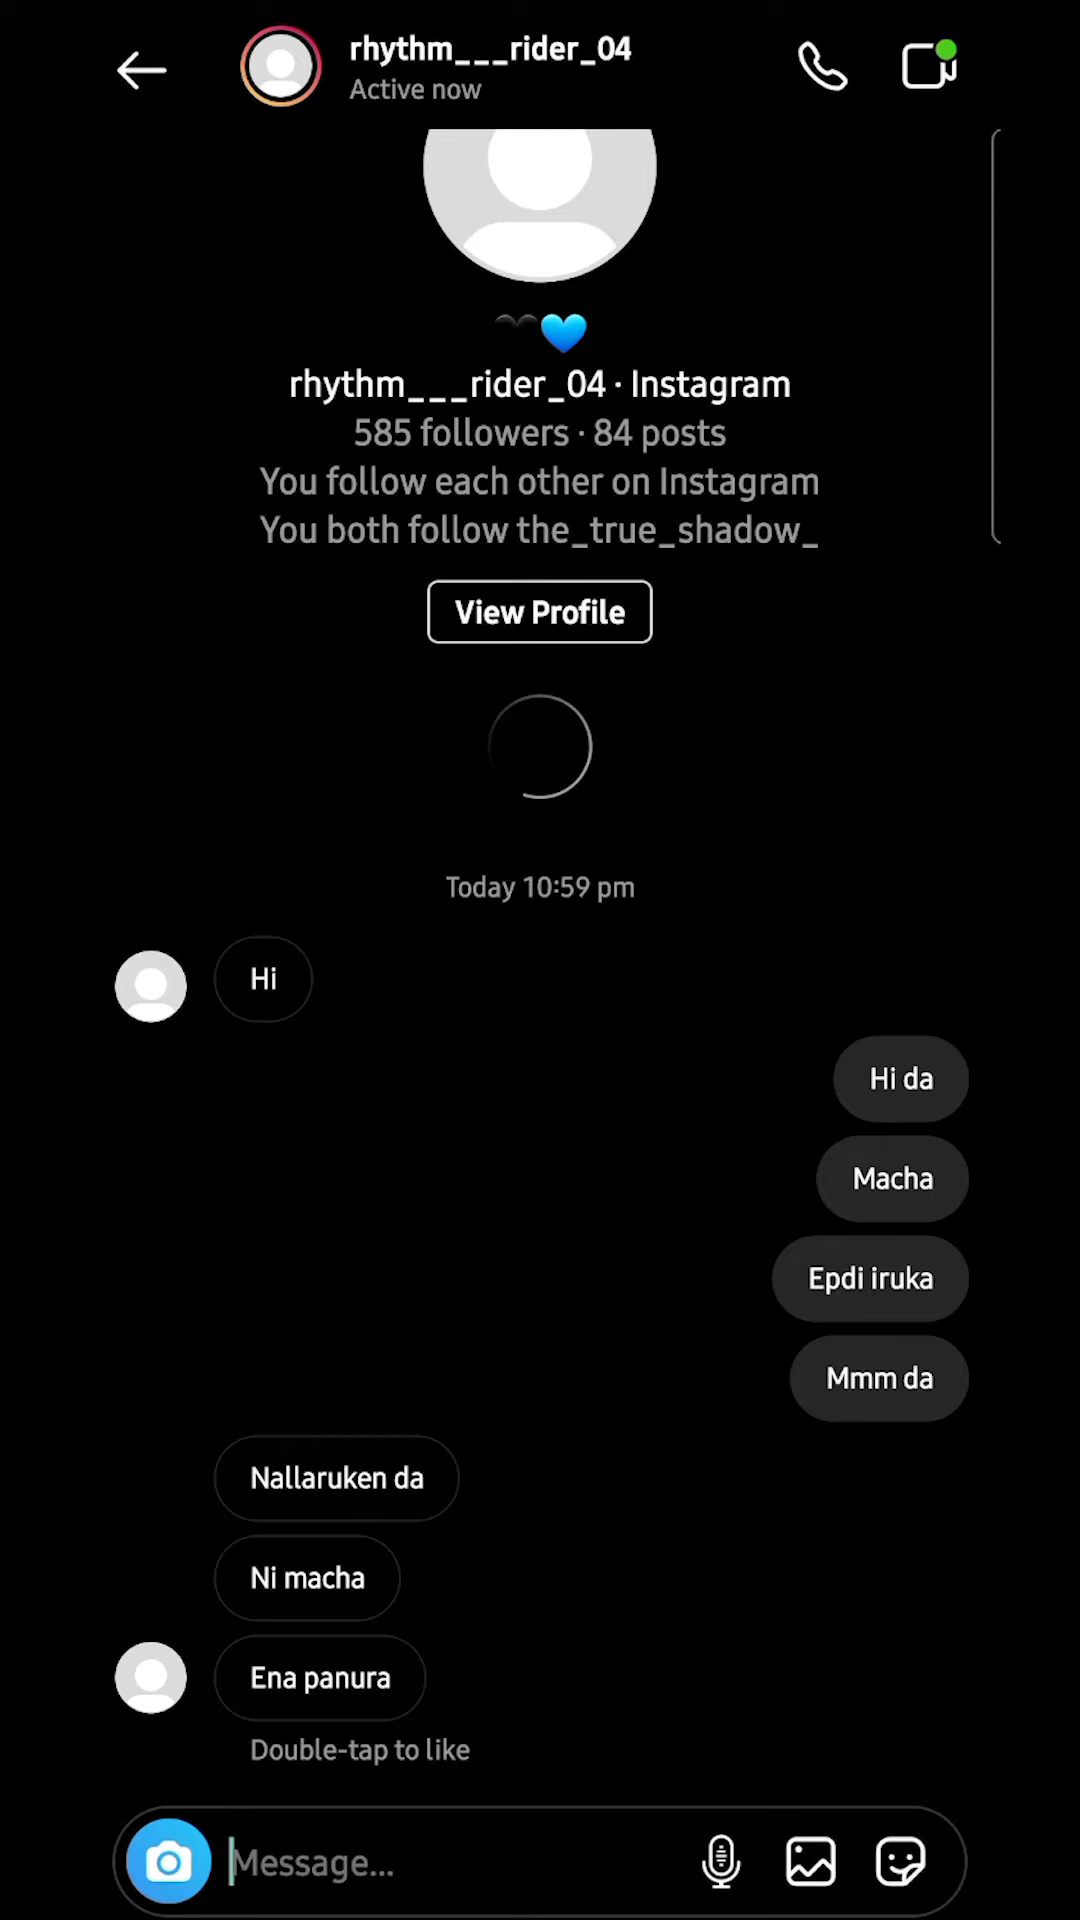 rhythm___rider_04
Active now
🖤💙
rhythm___rider_04 · Instagram
585 followers · 84 posts
You follow each other on Instagram
You both follow the_true_shadow_
View Profile
Today 10:59 pm
Hi
Hi da
Macha
Epdi iruka
Mmm da
Nallaruken da
Ni macha
Ena panura
Double-tap to like
Message...